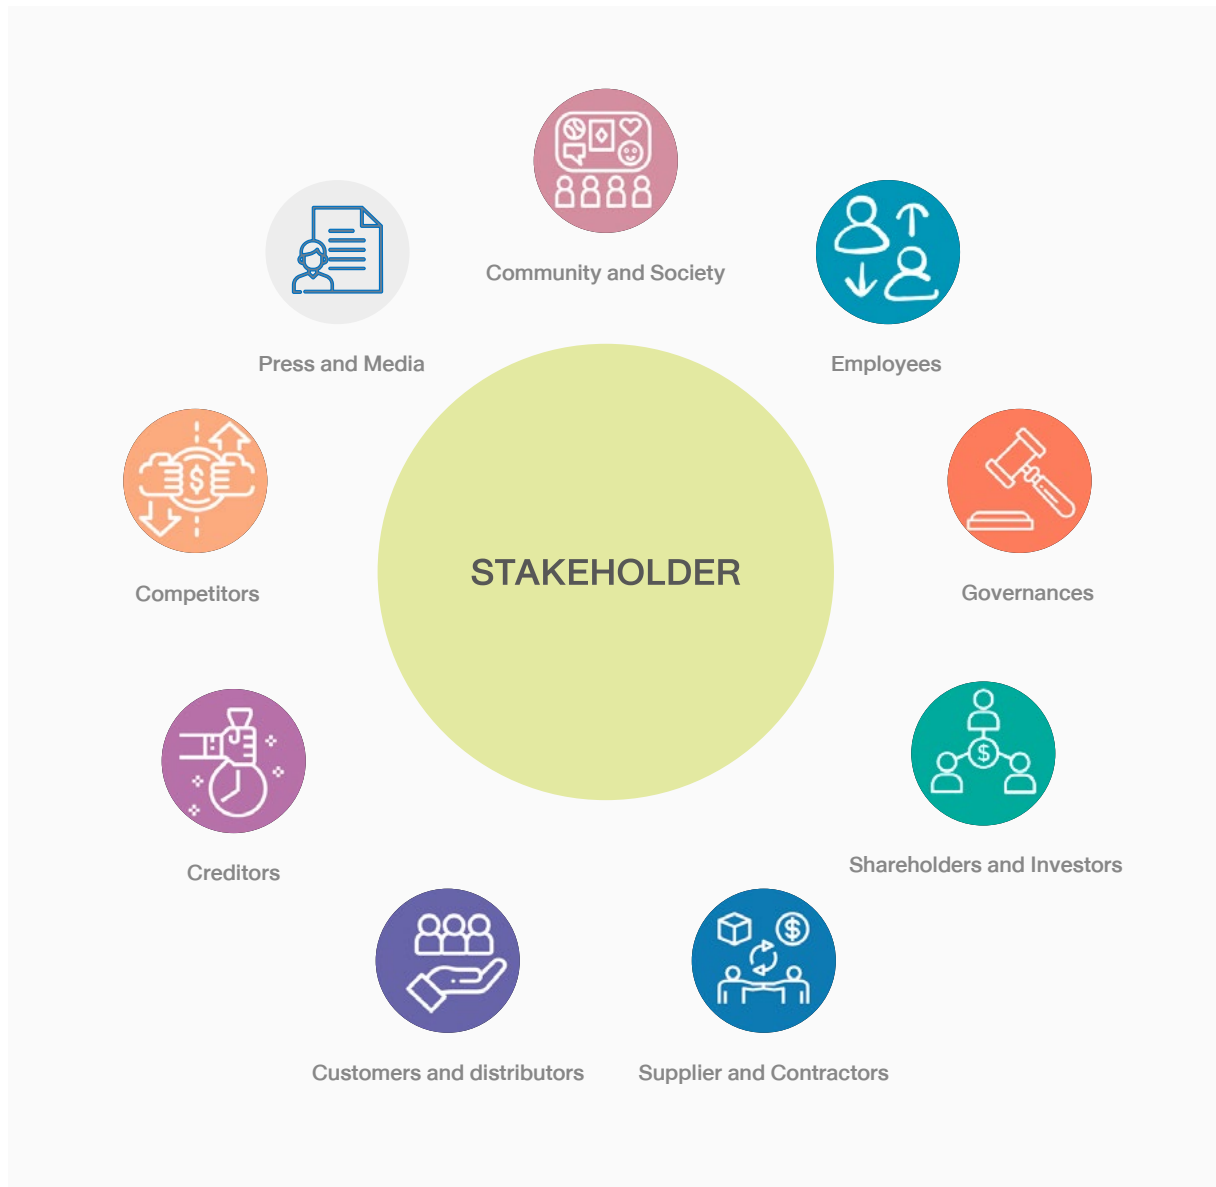 Community and Society
Press and Media
Employees
Competitors
STAKEHOLDER
Governances
Creditors
Shareholders and Investors
Customers and distributors
Supplier and Contractors